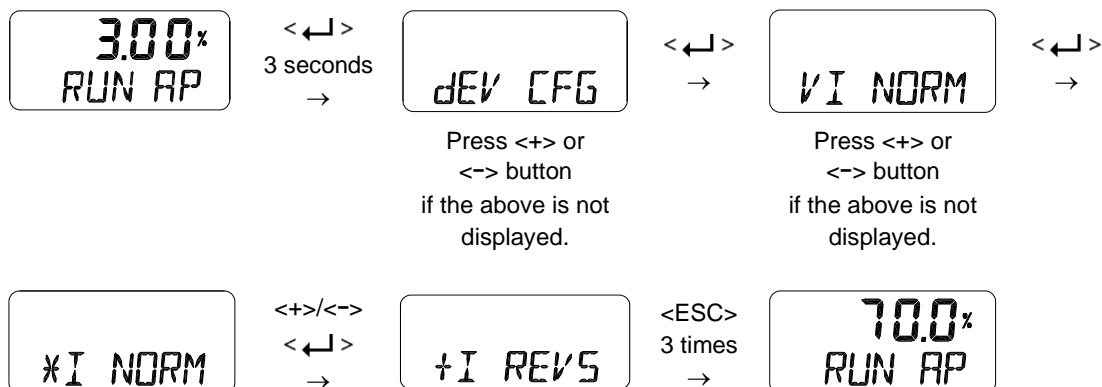 3.00%
RUN AP
<↵>
3 seconds
→
dEV CFG
Press <+> or
<−> button
if the above is not
displayed.
<↵>
→
VI NORM
Press <+> or
<−> button
if the above is not
displayed.
<↵>
→
*I NORM
<+>/<−>
<↵>
→
+I REVS
<ESC>
3 times
→
70.0%
RUN AP